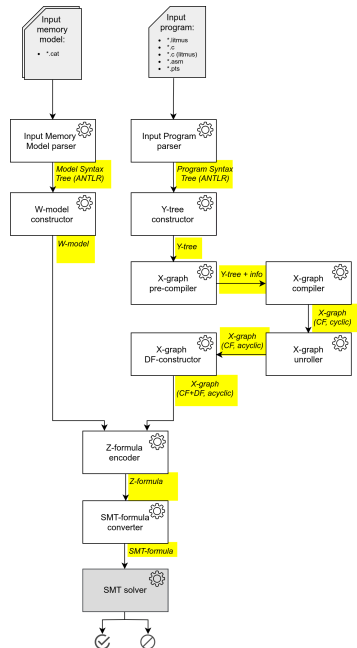 Input
memory
model:
• *.cat
Input
program:
• *.litmus
• *.c
• *.c (litmus)
• *.asm
• *.pts
Input Memory
Model parser
Input Program
parser
Model Syntax
Tree (ANTLR)
Program Syntax
Tree (ANTLR)
W-model
constructor
Y-tree
constructor
W-model
Y-tree
X-graph
pre-compiler
Y-tree + info
X-graph
compiler
X-graph
(CF, cyclic)
X-graph
DF-constructor
X-graph
(CF, acyclic)
X-graph
unroller
X-graph
(CF+DF, acyclic)
Z-formula
encoder
Z-formula
SMT-formula
converter
SMT-formula
SMT solver